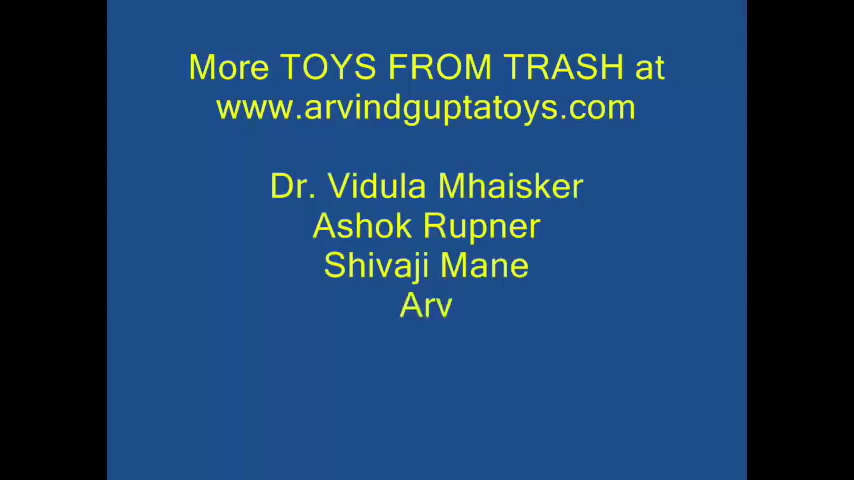 More TOYS FROM TRASH at
www.arvindguptatoys.com
Dr. Vidula Mhaisker
Ashok Rupner
Shivaji Mane
Arv